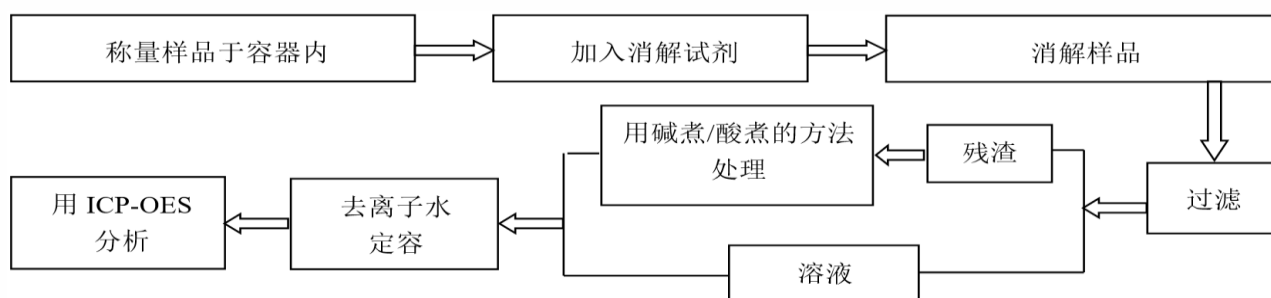 称量样品于容器内
加入消解试剂
消解样品
过滤
残渣
用碱煮/酸煮的方法
处理
溶液
去离子水
定容
用 ICP-OES
分析